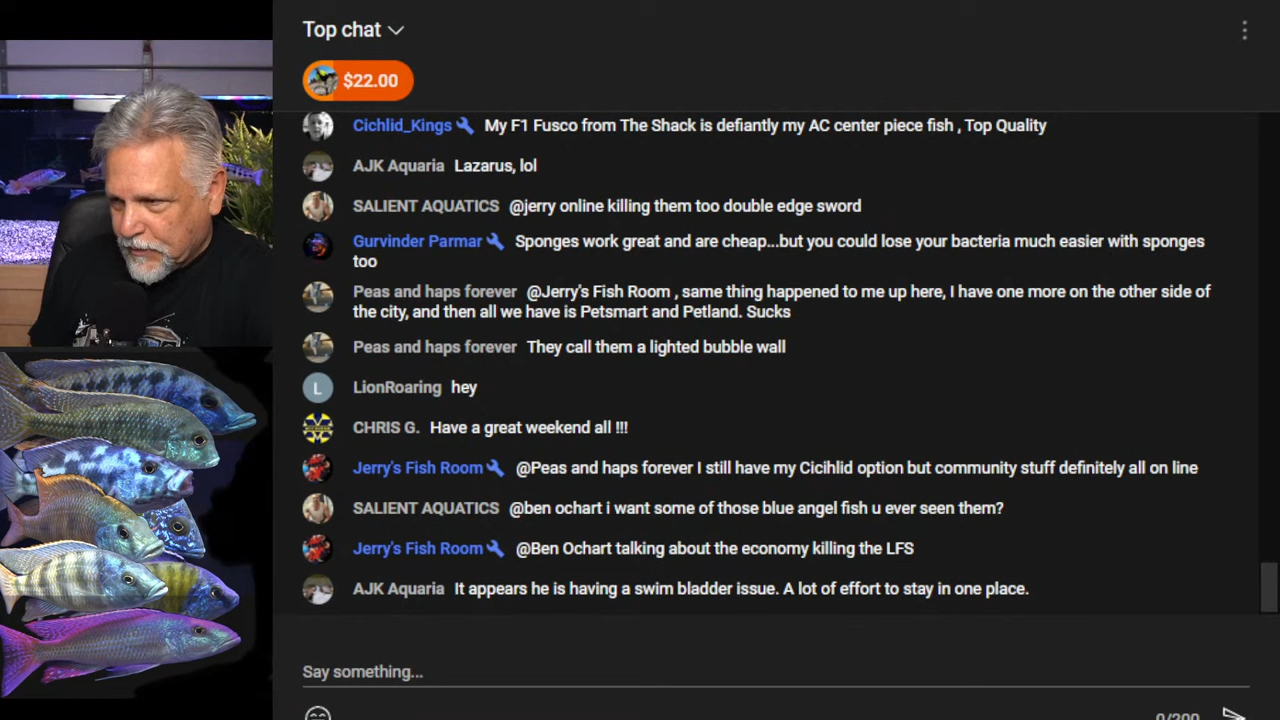 Top chat
$22.00
Cichlid_Kings My F1 Fusco from The Shack is defiantly my AC center piece fish , Top Quality
AJK Aquaria Lazarus, lol
SALIENT AQUATICS @jerry online killing them too double edge sword
Gurvinder Parmar Sponges work great and are cheap...but you could lose your bacteria much easier with sponges
too
Peas and haps forever @Jerry's Fish Room , same thing happened to me up here, I have one more on the other side of
the city, and then all we have is Petsmart and Petland. Sucks
Peas and haps forever They call them a lighted bubble wall
L LionRoaring hey
CHRIS G. Have a great weekend all !!!
Jerry's Fish Room @Peas and haps forever I still have my Cicihlid option but community stuff definitely all on line
SALIENT AQUATICS @ben ochart i want some of those blue angel fish u ever seen them?
Jerry's Fish Room @Ben Ochart talking about the economy killing the LFS
AJK Aquaria It appears he is having a swim bladder issue. A lot of effort to stay in one place.
Say something...
0/200